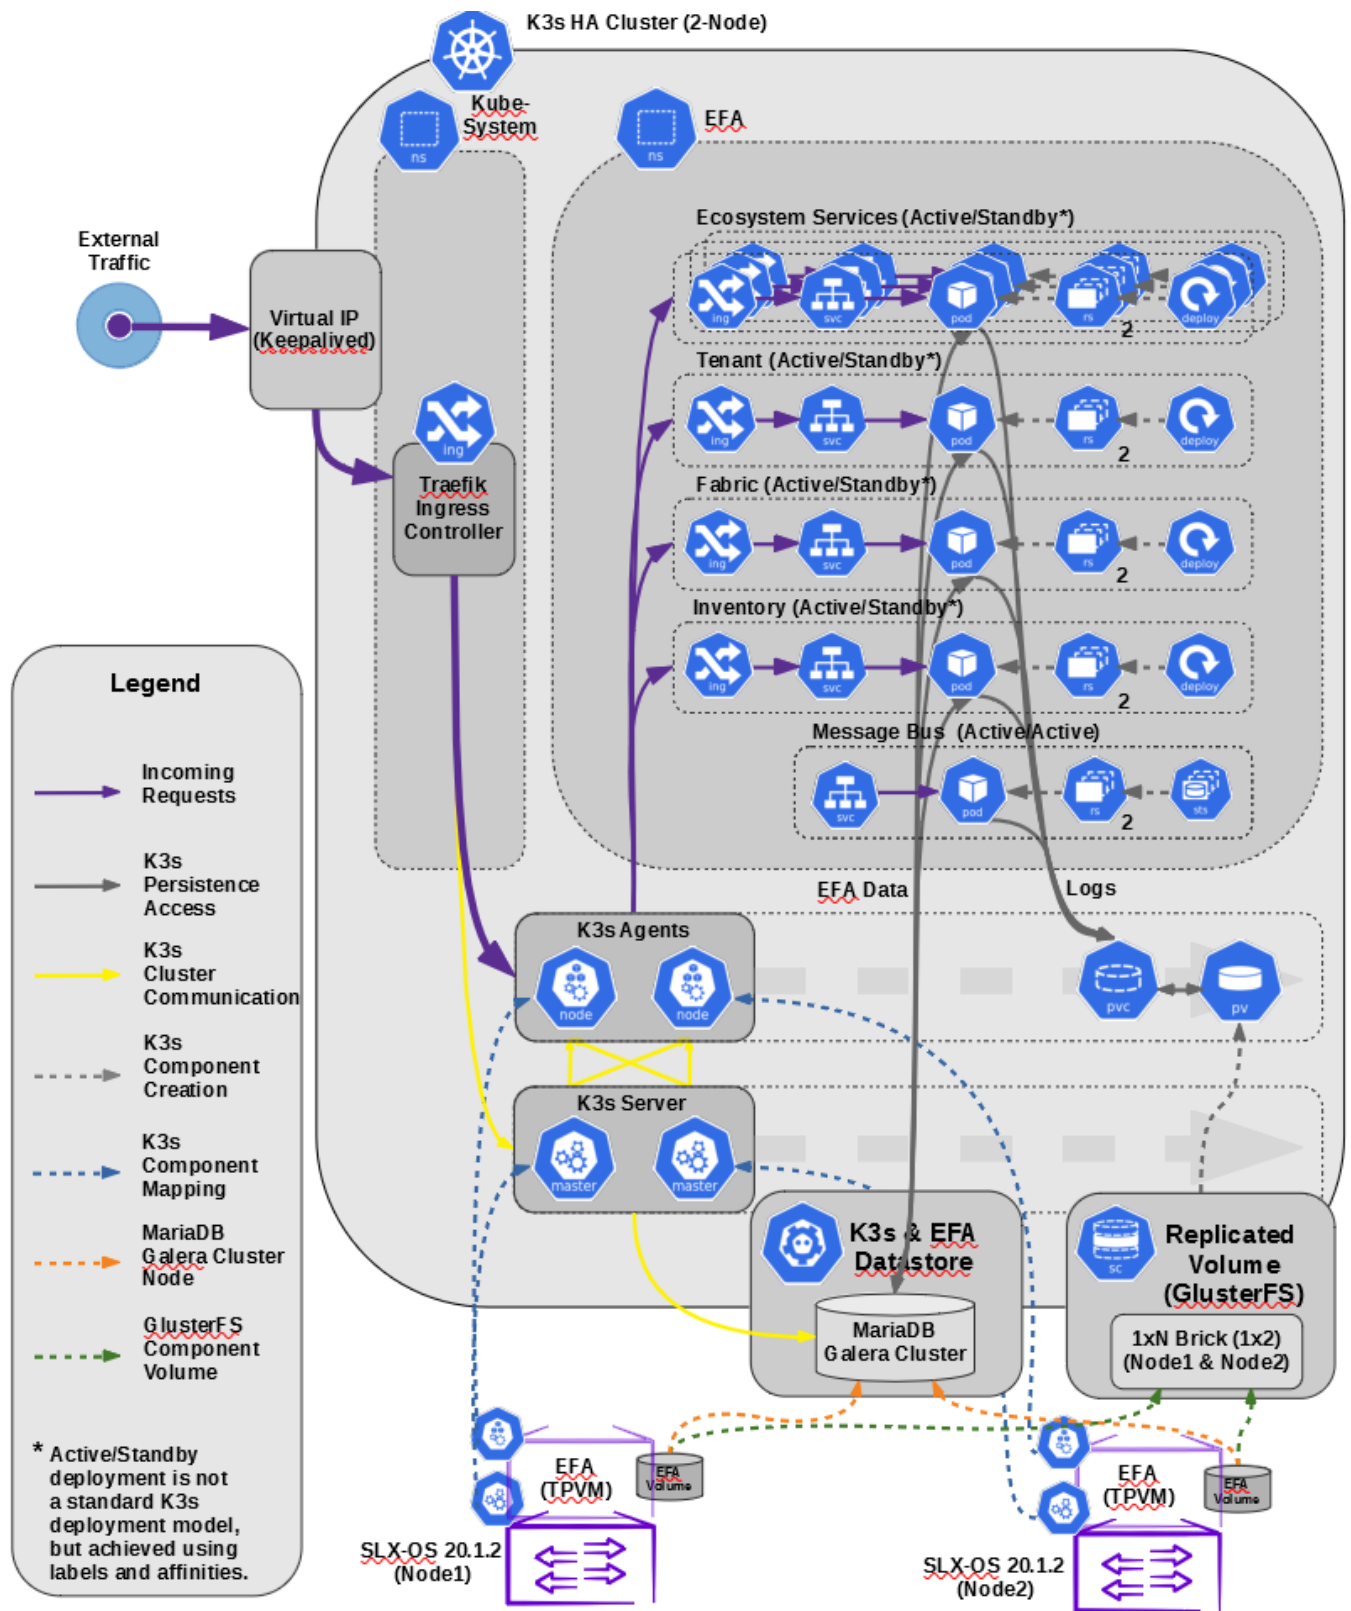 K3s HA Cluster (2-Node)
Kube-
System
ns
EFA
ns
External
Traffic
Virtual IP
(Keepalived)
ing
Traefik
Ingress
Controller
Ecosystem Services (Active/Standby*)
ing
svc
pod
rs
2
deploy
Tenant (Active/Standby*)
ing
svc
pod
rs
2
deploy
Fabric (Active/Standby*)
ing
svc
pod
rs
2
deploy
Inventory (Active/Standby*)
ing
svc
pod
rs
2
deploy
Message Bus (Active/Active)
svc
pod
rs
2
sts
EFA Data
Logs
K3s Agents
node
node
pvc
pv
K3s Server
master
master
K3s & EFA
Datastore
MariaDB
Galera Cluster
sc
Replicated
Volume
(GlusterFS)
1xN Brick (1x2)
(Node1 & Node2)
EFA
(TPVM)
EFA
Volume
SLX-OS 20.1.2
(Node1)
EFA
(TPVM)
EFA
Volume
SLX-OS 20.1.2
(Node2)
Legend
Incoming
Requests
K3s
Persistence
Access
K3s
Cluster
Communication
K3s
Component
Creation
K3s
Component
Mapping
MariaDB
Galera Cluster
Node
GlusterFS
Component
Volume
* Active/Standby
deployment is not
a standard K3s
deployment model,
but achieved using
labels and affinities.